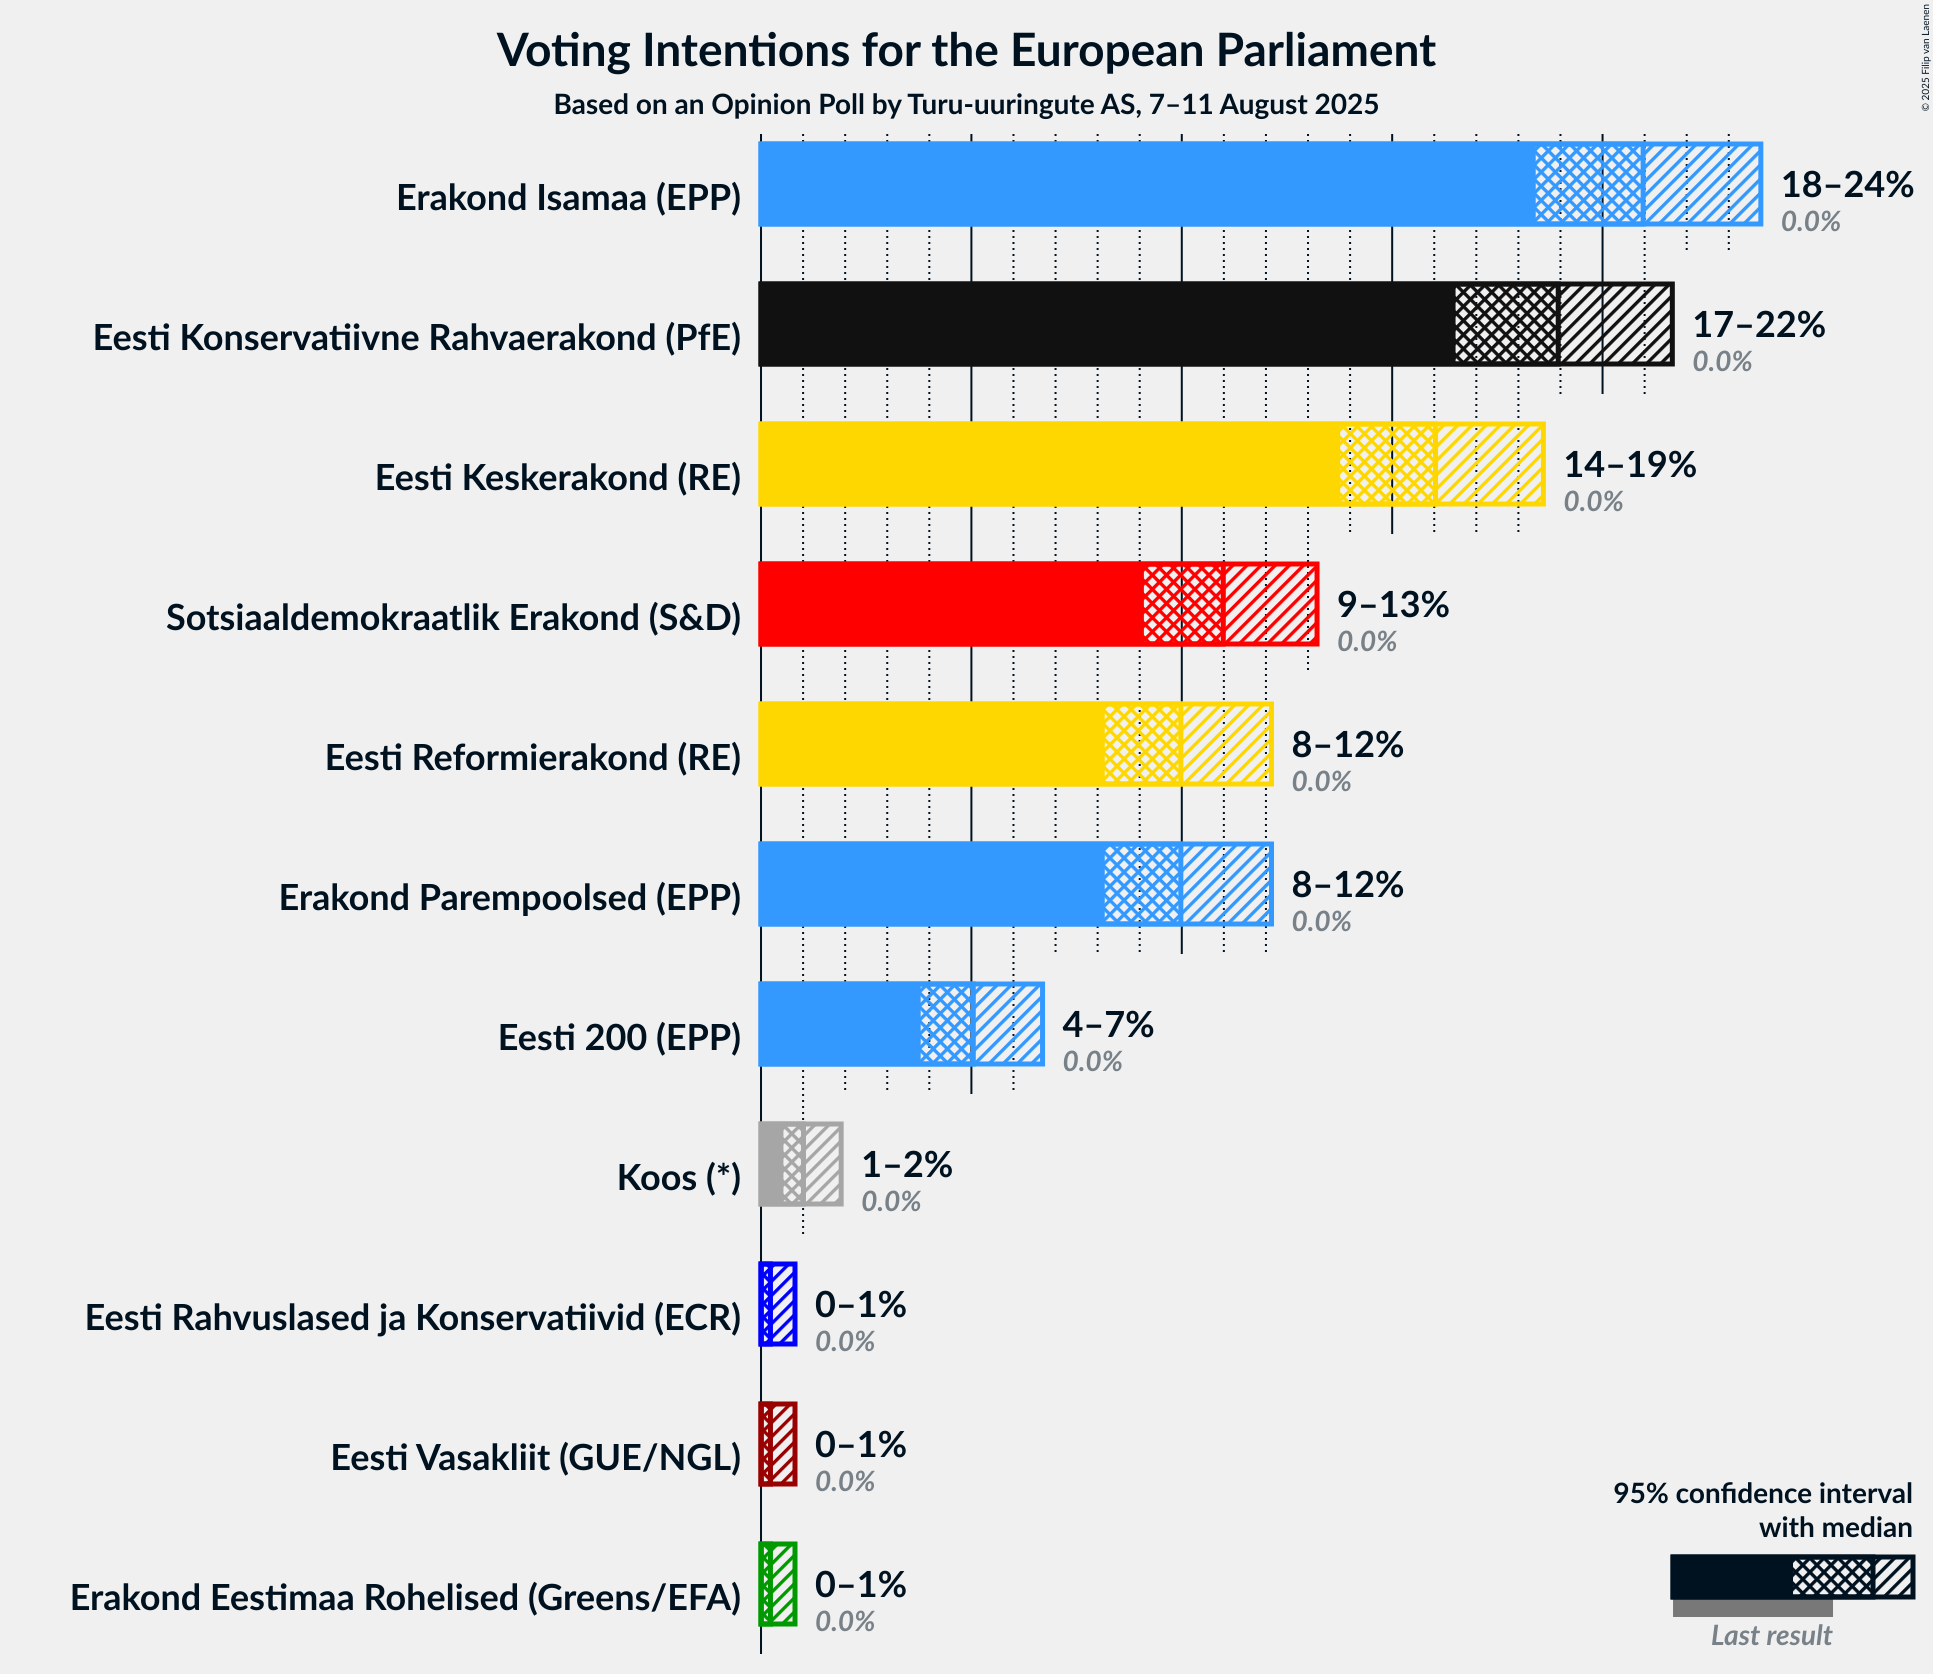 Voting Intentions for the European Parliament
Based on an Opinion Poll by Turu-uuringute AS, 7–11 August 2025
© 2025 Filip van Laenen
Erakond Isamaa (EPP)
18–24%
0.0%
Eesti Konservatiivne Rahvaerakond (PfE)
17–22%
0.0%
Eesti Keskerakond (RE)
14–19%
0.0%
Sotsiaaldemokraatlik Erakond (S&D)
9–13%
0.0%
Eesti Reformierakond (RE)
8–12%
0.0%
Erakond Parempoolsed (EPP)
8–12%
0.0%
Eesti 200 (EPP)
4–7%
0.0%
Koos (*)
1–2%
0.0%
Eesti Rahvuslased ja Konservatiivid (ECR)
0–1%
0.0%
Eesti Vasakliit (GUE/NGL)
0–1%
0.0%
Erakond Eestimaa Rohelised (Greens/EFA)
0–1%
0.0%
95% confidence interval
with median
Last result